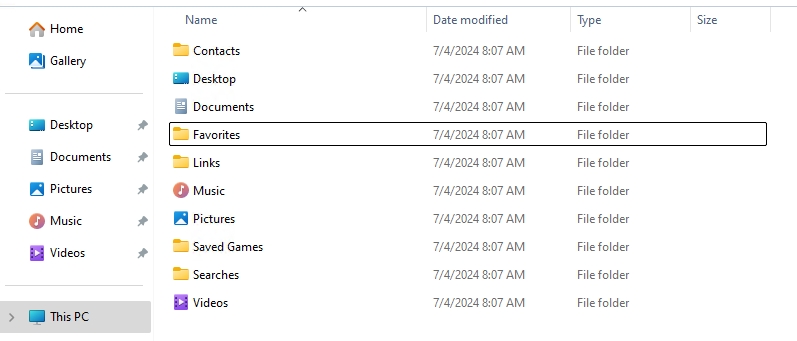 Name Date modified Type Size
Home
Gallery
Desktop
Documents
Pictures
Music
Videos
This PC
Contacts 7/4/2024 8:07 AM File folder
Desktop 7/4/2024 8:07 AM File folder
Documents 7/4/2024 8:07 AM File folder
Favorites 7/4/2024 8:07 AM File folder
Links 7/4/2024 8:07 AM File folder
Music 7/4/2024 8:07 AM File folder
Pictures 7/4/2024 8:07 AM File folder
Saved Games 7/4/2024 8:07 AM File folder
Searches 7/4/2024 8:07 AM File folder
Videos 7/4/2024 8:07 AM File folder